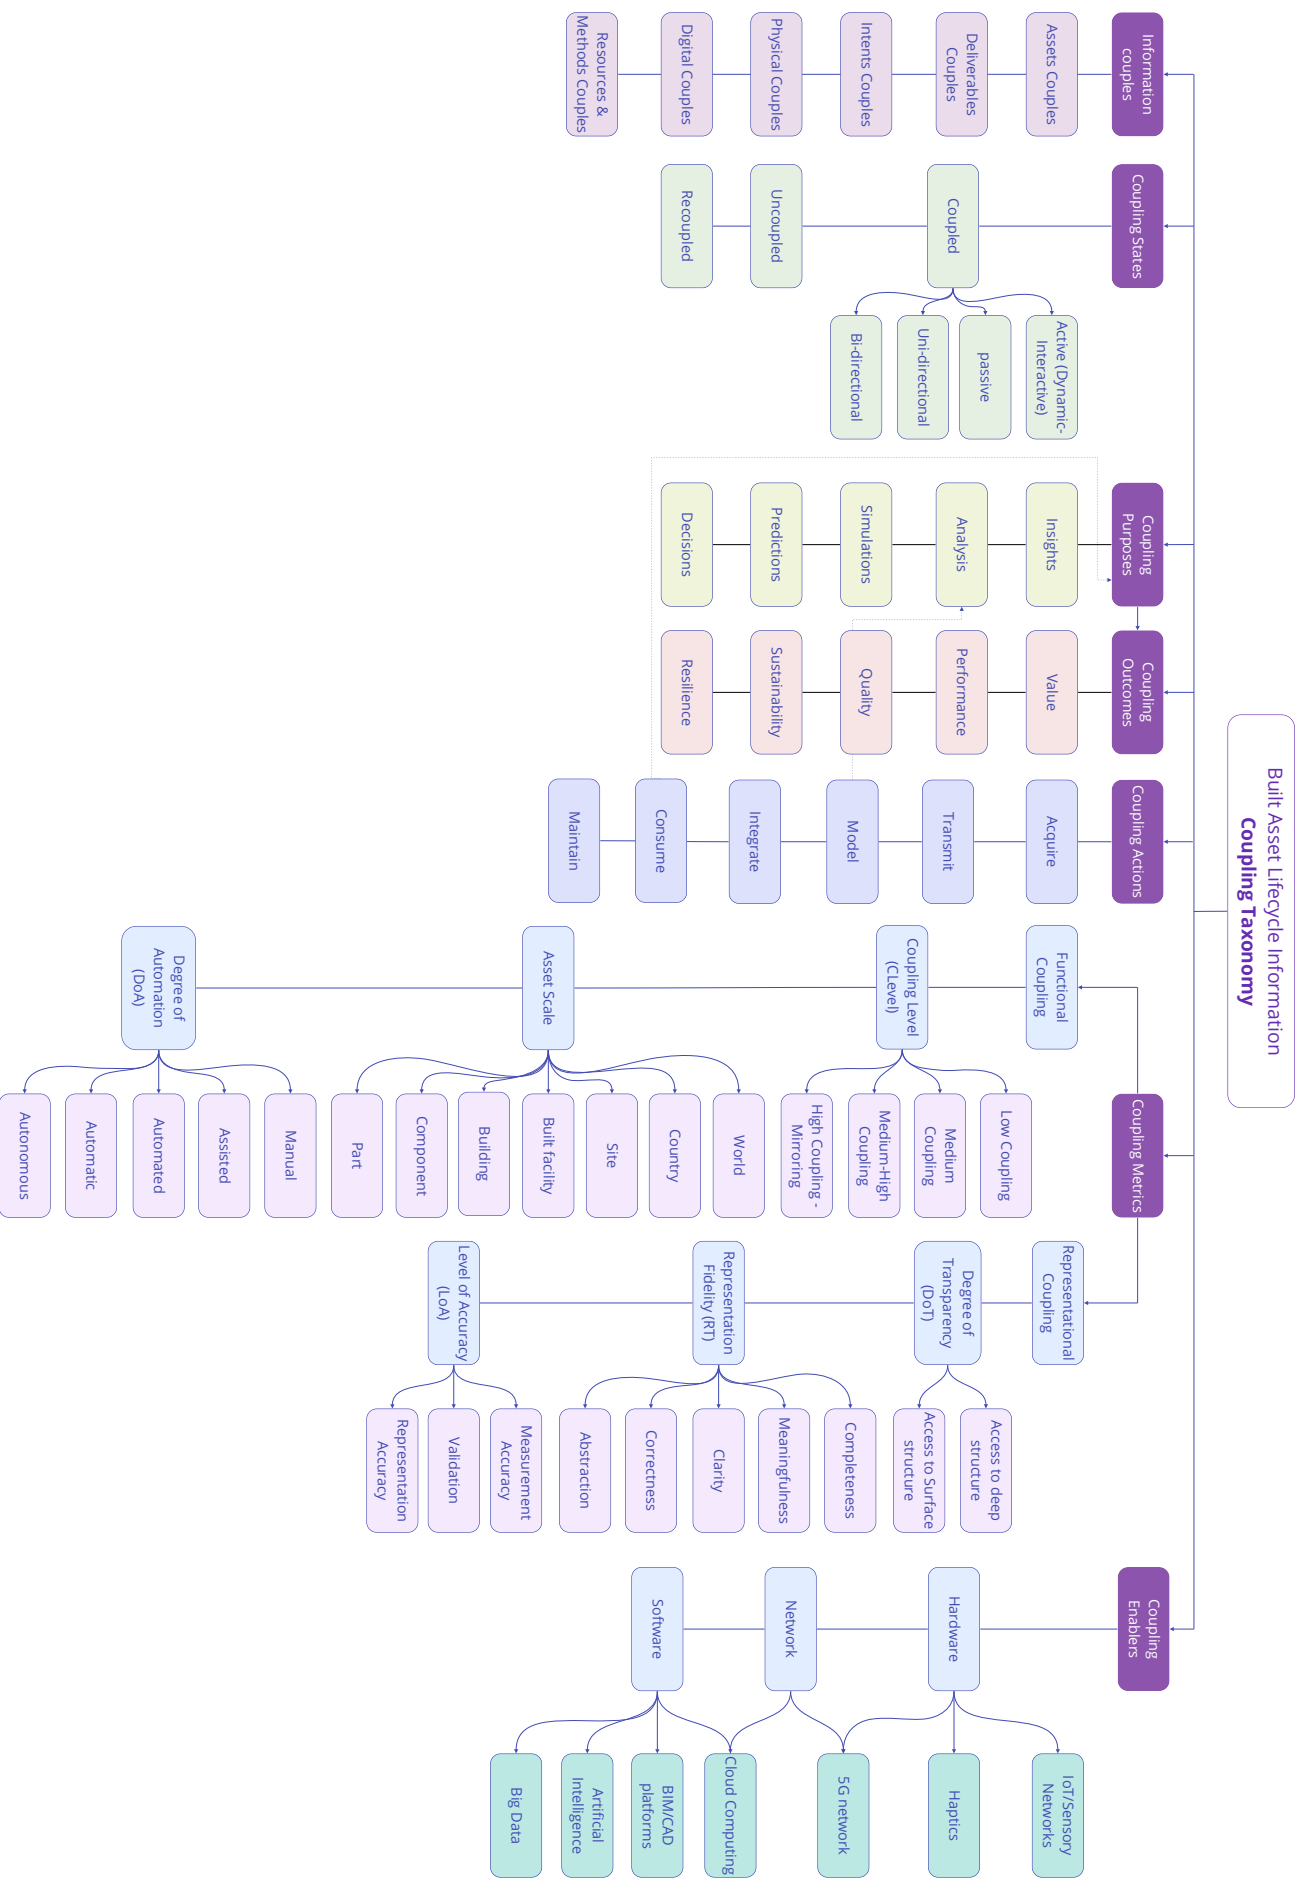 Built Asset Lifecycle Information
Coupling Taxonomy
Information
couples
Assets Couples
Deliverables
Couples
Intents Couples
Physical Couples
Digital Couples
Resources &
Methods Couples
Coupling States
Coupled
Uncoupled
Recoupled
Active (Dynamic-
Interactive)
passive
Uni-directional
Bi-directional
Coupling
Purposes
Insights
Analysis
Simulations
Predictions
Decisions
Coupling
Outcomes
Value
Performance
Quality
Sustainability
Resilience
Coupling Actions
Acquire
Transmit
Model
Integrate
Consume
Maintain
Coupling Metrics
Functional
Coupling
Coupling Level
(CLevel)
Low Coupling
Medium
Coupling
Medium-High
Coupling
High Coupling -
Mirroring
Asset Scale
World
Country
Site
Built facility
Building
Component
Part
Degree of
Automation
(DoA)
Manual
Assisted
Automated
Automatic
Autonomous
Representational
Coupling
Degree of
Transparency
(DoT)
Access to deep
structure
Access to Surface
structure
Representation
Fidelity (RT)
Completeness
Meaningfulness
Clarity
Correctness
Abstraction
Level of Accuracy
(LoA)
Measurement
Accuracy
Validation
Representation
Accuracy
Coupling
Enablers
Hardware
Network
Software
IoT/Sensory
Networks
Haptics
5G network
Cloud Computing
BIM/CAD
platforms
Artificial
Intelligence
Big Data